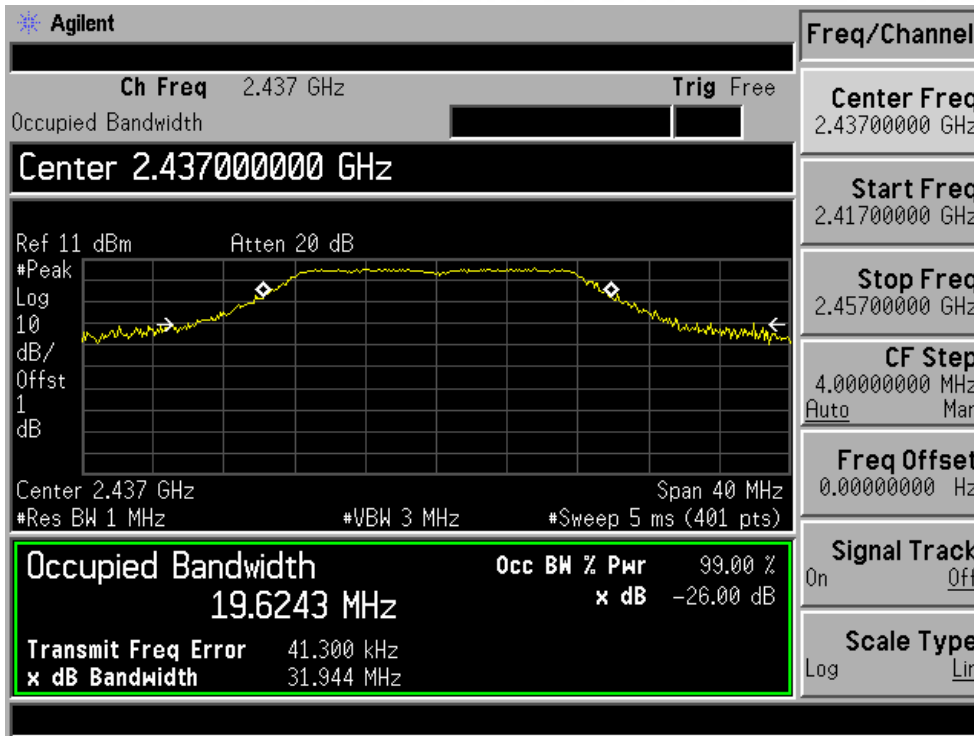 Agilent
Freq/Channel
Ch Freq 2.437 GHz Trig Free
Occupied Bandwidth
Center 2.437000000 GHz
Ref 11 dBm Atten 20 dB
#Peak
Log
10
dB/
Offst
1
dB
Center 2.437 GHz Span 40 MHz
#Res BW 1 MHz #VBW 3 MHz #Sweep 5 ms (401 pts)
Occupied Bandwidth
19.6243 MHz
Occ BW % Pwr 99.00 %
x dB -26.00 dB
Transmit Freq Error 41.300 kHz
x dB Bandwidth 31.944 MHz
Center Freq
2.43700000 GHz
Start Freq
2.41700000 GHz
Stop Freq
2.45700000 GHz
CF Step
4.00000000 MHz
Auto Man
Freq Offset
0.00000000 Hz
Signal Track
On Off
Scale Type
Log Lin